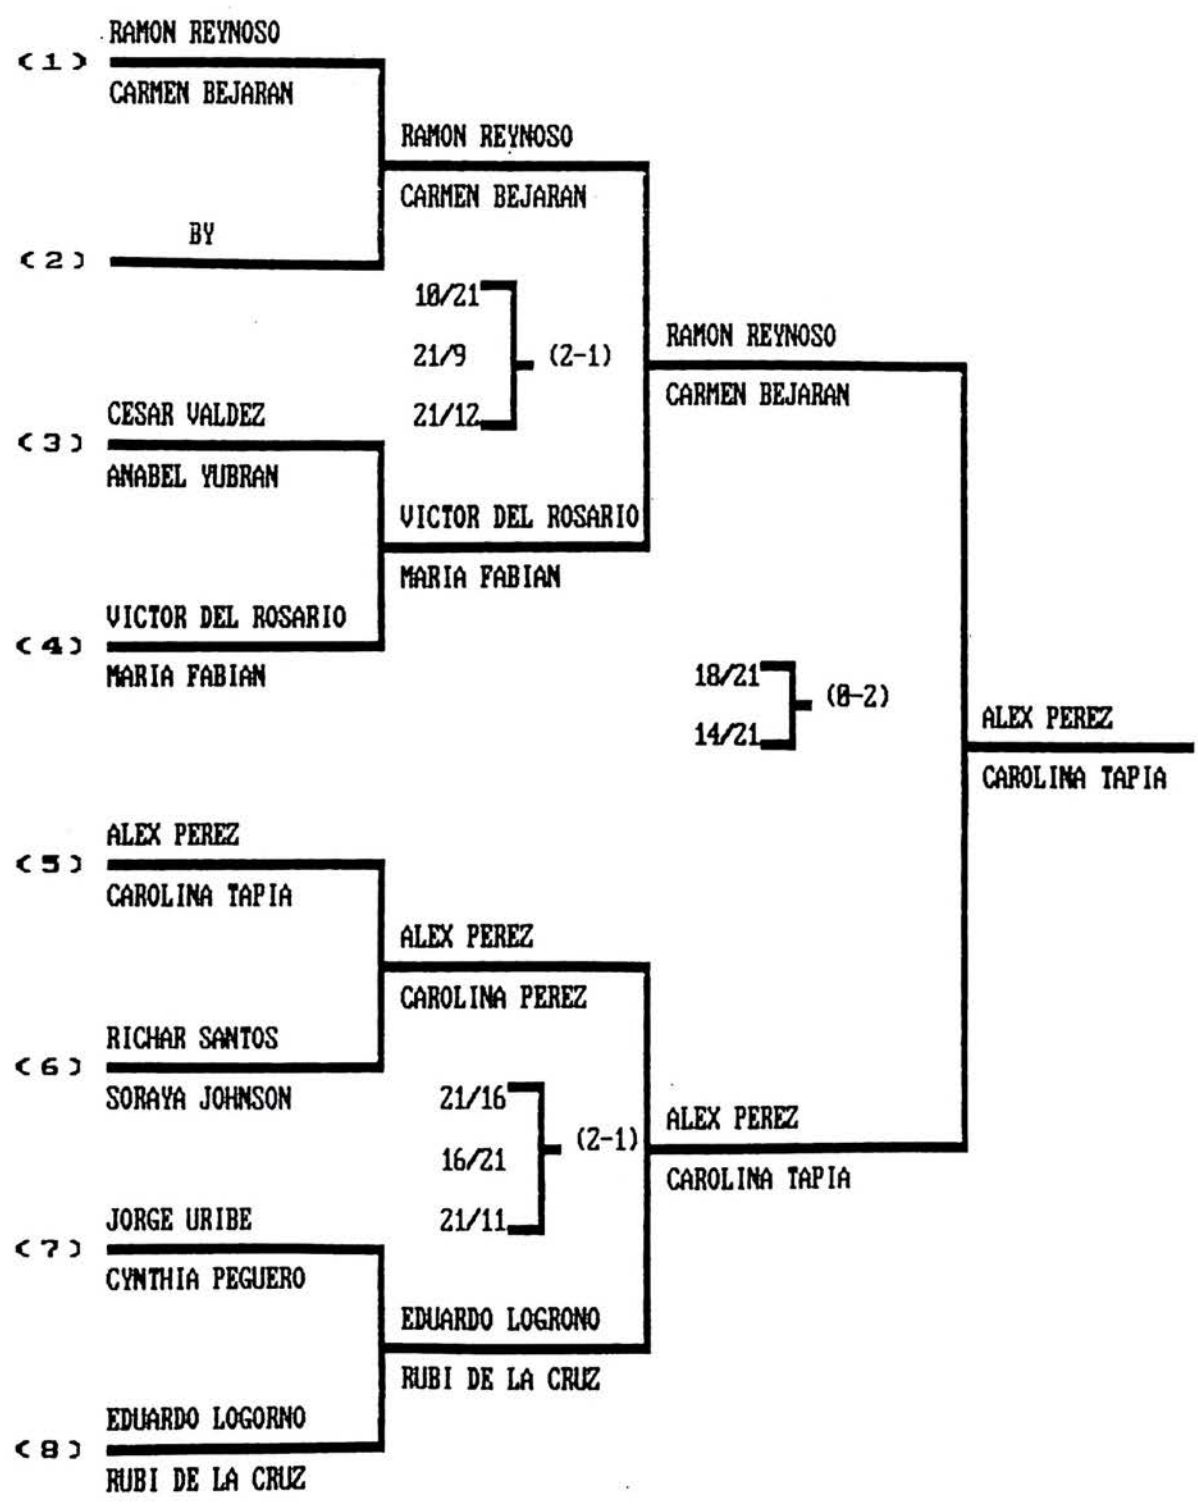 RAMON REYNOSO
(1)
CARMEN BEJARAN
RAMON REYNOSO
CARMEN BEJARAN
BY
(2)
10/21
21/9 (2-1)
21/12
RAMON REYNOSO
CARMEN BEJARAN
CESAR VALDEZ
(3)
ANABEL YUBRAN
VICTOR DEL ROSARIO
MARIA FABIAN
VICTOR DEL ROSARIO
(4)
MARIA FABIAN
18/21
(0-2)
14/21
ALEX PEREZ
CAROLINA TAPIA
ALEX PEREZ
(5)
CAROLINA TAPIA
ALEX PEREZ
CAROLINA PEREZ
RICHAR SANTOS
(6)
SORAYA JOHNSON
21/16
16/21 (2-1)
21/11
ALEX PEREZ
CAROLINA TAPIA
JORGE URIBE
(7)
CYNTHIA PEGUERO
EDUARDO LOGRONO
RUBI DE LA CRUZ
EDUARDO LOGORNO
(8)
RUBI DE LA CRUZ